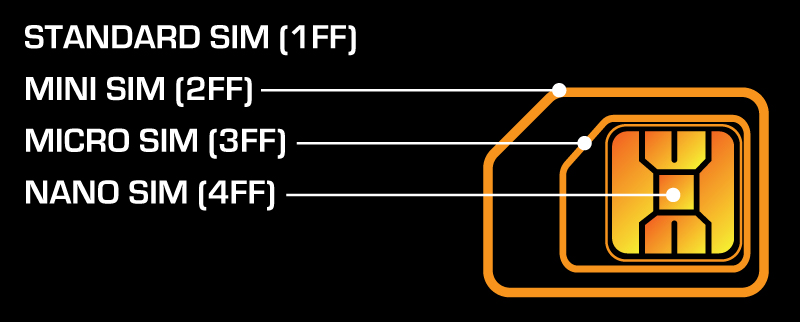 STANDARD SIM (1FF)
MINI SIM (2FF)
MICRO SIM (3FF)
NANO SIM (4FF)